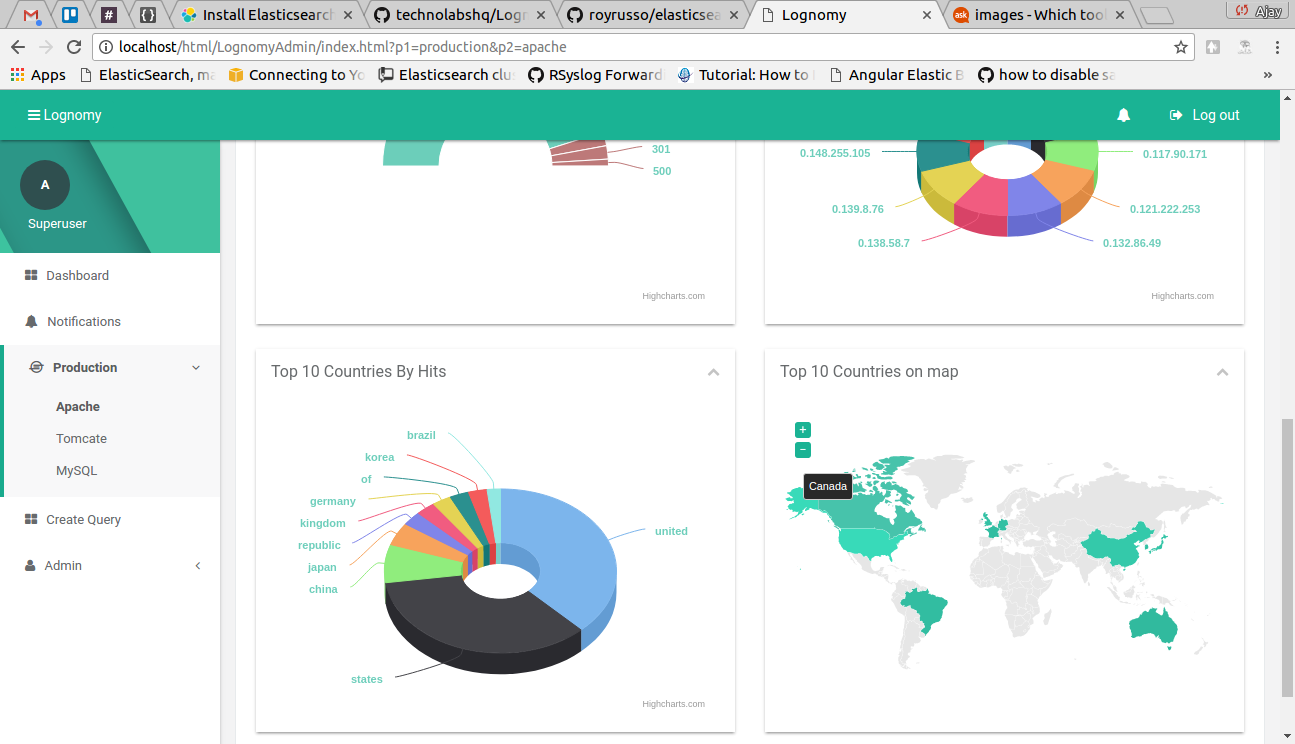 Install Elasticsearch
technolabshq/Logn
royrusso/elasticsea
Lognomy
images - Which tool
Ajay
localhost/html/LognomyAdmin/index.html?p1=production&p2=apache
Apps
ElasticSearch, ma
Connecting to Yo
Elasticsearch clus
RSyslog Forward
Tutorial: How to
Angular Elastic B
how to disable sa
»
Lognomy
Log out
A
Superuser
Dashboard
Notifications
Production
Apache
Tomcate
MySQL
Create Query
Admin
301
500
Highcharts.com
0.148.255.105
0.117.90.171
0.139.8.76
0.121.222.253
0.138.58.7
0.132.86.49
Highcharts.com
Top 10 Countries By Hits
brazil
korea
of
germany
kingdom
republic
japan
china
united
states
Highcharts.com
Top 10 Countries on map
+
−
Canada